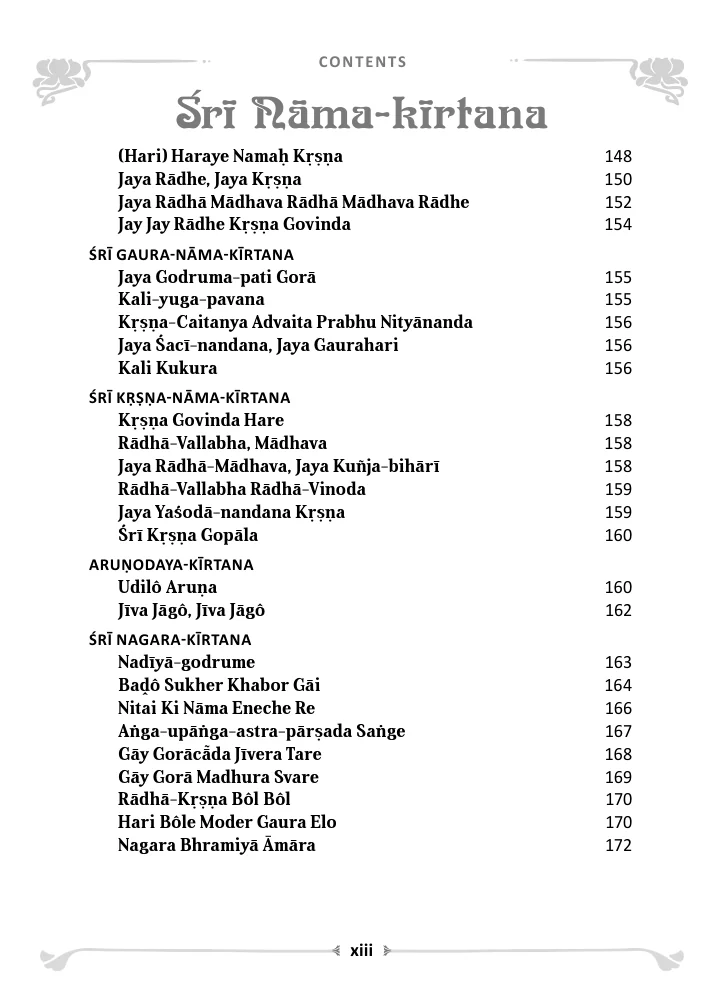 CONTENTS
Śrī Nāma-kīrtana
(Hari) Haraye Namaḥ Kṛṣṇa 148
Jaya Rādhe, Jaya Kṛṣṇa 150
Jaya Rādhā Mādhava Rādhā Mādhava Rādhe 152
Jay Jay Rādhe Kṛṣṇa Govinda 154
ŚRĪ GAURA-NĀMA-KĪRTANA
Jaya Godruma-pati Gorā 155
Kali-yuga-pavana 155
Kṛṣṇa-Caitanya Advaita Prabhu Nityānanda 156
Jaya Śacī-nandana, Jaya Gaurahari 156
Kali Kukura 156
ŚRĪ KṚṢṆA-NĀMA-KĪRTANA
Kṛṣṇa Govinda Hare 158
Rādhā-Vallabha, Mādhava 158
Jaya Rādhā-Mādhava, Jaya Kuñja-bihārī 158
Rādhā-Vallabha Rādhā-Vinoda 159
Jaya Yaśodā-nandana Kṛṣṇa 159
Śrī Kṛṣṇa Gopāla 160
ARUṆODAYA-KĪRTANA
Udilô Aruṇa 160
Jīva Jāgô, Jīva Jāgô 162
ŚRĪ NAGARA-KĪRTANA
Nadīyā-godrume 163
Baḓô Sukher Khabor Gāi 164
Nitai Ki Nāma Eneche Re 166
Aṅga-upāṅga-astra-pārṣada Saṅge 167
Gāy Gorācā̃da Jīvera Tare 168
Gāy Gorā Madhura Svare 169
Rādhā-Kṛṣṇa Bôl Bôl 170
Hari Bôle Moder Gaura Elo 170
Nagara Bhramiyā Āmāra 172
xiii